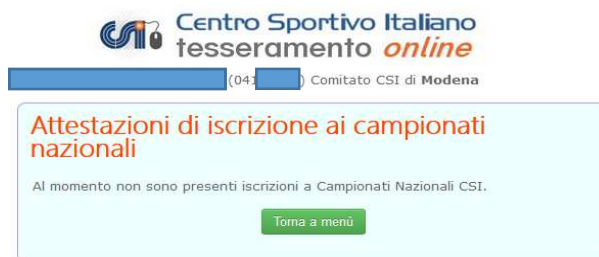 CSI Centro Sportivo Italiano
tesseramento online
(041 ) Comitato CSI di Modena
Attestazioni di iscrizione ai campionati
nazionali
Al momento non sono presenti iscrizioni a Campionati Nazionali CSI.
Torna a menù